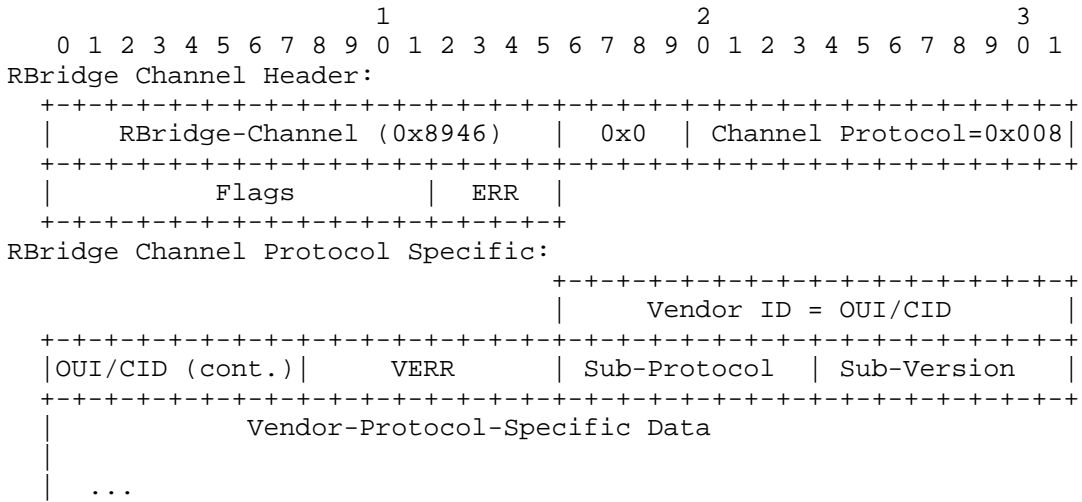 1                   2                   3
0 1 2 3 4 5 6 7 8 9 0 1 2 3 4 5 6 7 8 9 0 1 2 3 4 5 6 7 8 9 0 1
RBridge Channel Header:
+-+-+-+-+-+-+-+-+-+-+-+-+-+-+-+-+-+-+-+-+-+-+-+-+-+-+-+-+-+-+-+-+
|    RBridge-Channel (0x8946)   |  0x0  | Channel Protocol=0x008|
+-+-+-+-+-+-+-+-+-+-+-+-+-+-+-+-+-+-+-+-+-+-+-+-+-+-+-+-+-+-+-+-+
|          Flags        |  ERR  |
+-+-+-+-+-+-+-+-+-+-+-+-+-+-+-+-+
RBridge Channel Protocol Specific:
+-+-+-+-+-+-+-+-+-+-+-+-+-+-+-+-+
|     Vendor ID = OUI/CID       |
+-+-+-+-+-+-+-+-+-+-+-+-+-+-+-+-+-+-+-+-+-+-+-+-+-+-+-+-+-+-+-+-+
|OUI/CID (cont.)|     VERR      | Sub-Protocol  | Sub-Version   |
+-+-+-+-+-+-+-+-+-+-+-+-+-+-+-+-+-+-+-+-+-+-+-+-+-+-+-+-+-+-+-+-+
|            Vendor-Protocol-Specific Data
|
|  ...